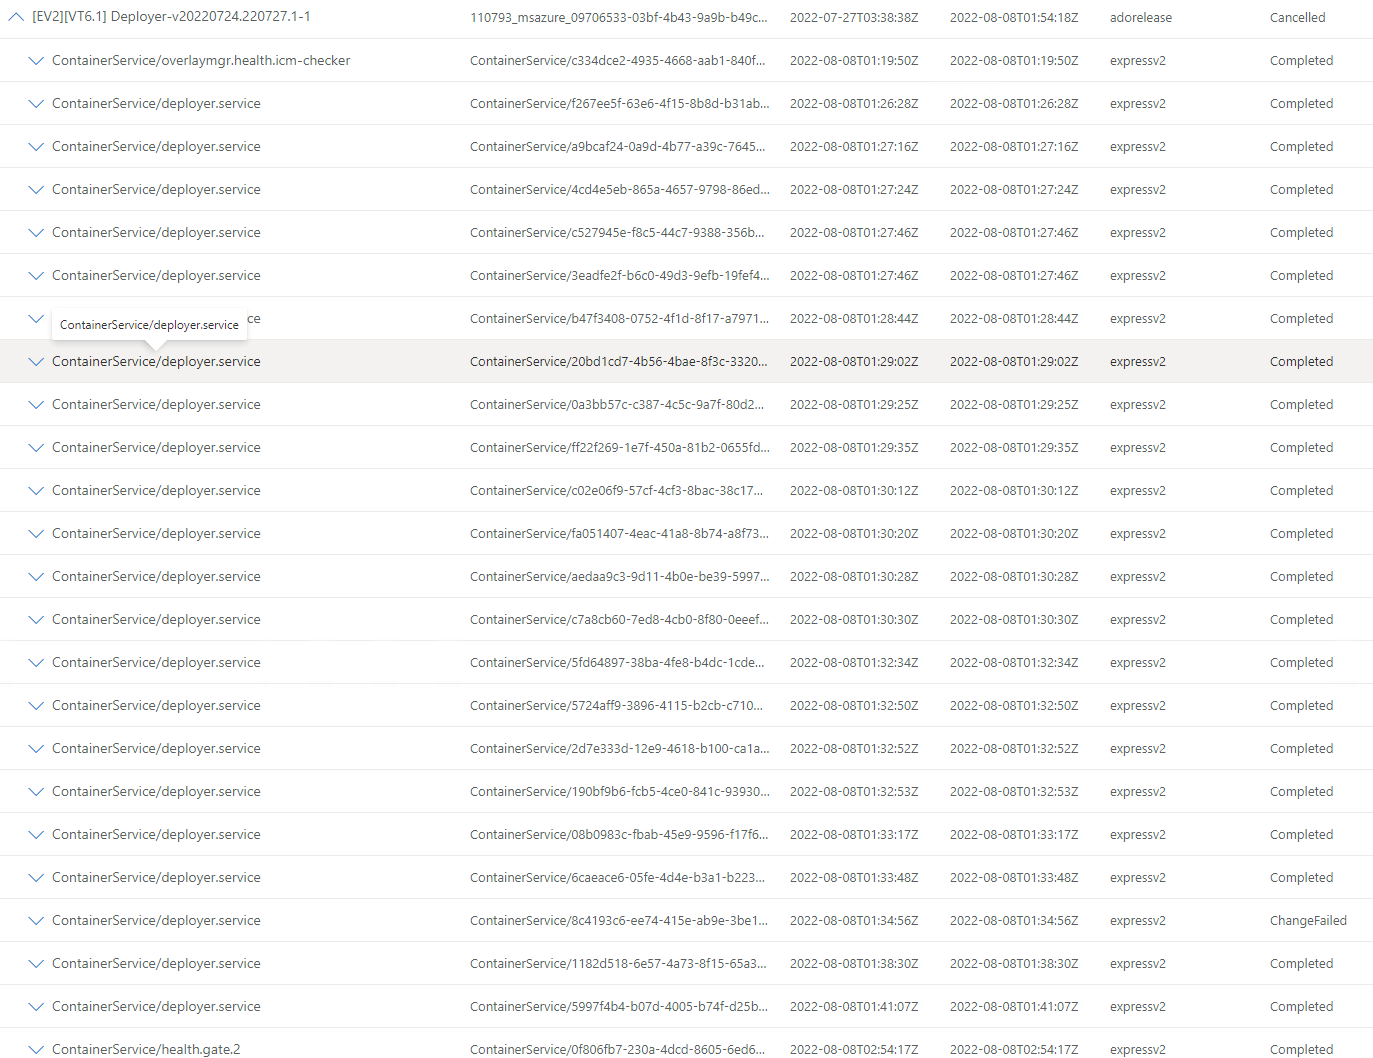 [EV2][VT6.1] Deployer-v20220724.220727.1-1 110793_msazure_09706533-03bf-4b43-9a9b-b49c... 2022-07-27T03:38:38Z 2022-08-08T01:54:18Z adorelease Cancelled
ContainerService/overlaymgr.health.icm-checker ContainerService/c334dce2-4935-4668-aab1-840f... 2022-08-08T01:19:50Z 2022-08-08T01:19:50Z expressv2 Completed
ContainerService/deployer.service ContainerService/f267ee5f-63e6-4f15-8b8d-b31ab... 2022-08-08T01:26:28Z 2022-08-08T01:26:28Z expressv2 Completed
ContainerService/deployer.service ContainerService/a9bcaf24-0a9d-4b77-a39c-7645... 2022-08-08T01:27:16Z 2022-08-08T01:27:16Z expressv2 Completed
ContainerService/deployer.service ContainerService/4cd4e5eb-865a-4657-9798-86ed... 2022-08-08T01:27:24Z 2022-08-08T01:27:24Z expressv2 Completed
ContainerService/deployer.service ContainerService/c527945e-f8c5-44c7-9388-356b... 2022-08-08T01:27:46Z 2022-08-08T01:27:46Z expressv2 Completed
ContainerService/deployer.service ContainerService/3eadfe2f-b6c0-49d3-9efb-19fef4... 2022-08-08T01:27:46Z 2022-08-08T01:27:46Z expressv2 Completed
ContainerService/deployer.service ce ContainerService/b47f3408-0752-4f1d-8f17-a7971... 2022-08-08T01:28:44Z 2022-08-08T01:28:44Z expressv2 Completed
ContainerService/deployer.service ContainerService/20bd1cd7-4b56-4bae-8f3c-3320... 2022-08-08T01:29:02Z 2022-08-08T01:29:02Z expressv2 Completed
ContainerService/deployer.service ContainerService/0a3bb57c-c387-4c5c-9a7f-80d2... 2022-08-08T01:29:25Z 2022-08-08T01:29:25Z expressv2 Completed
ContainerService/deployer.service ContainerService/ff22f269-1e7f-450a-81b2-0655fd... 2022-08-08T01:29:35Z 2022-08-08T01:29:35Z expressv2 Completed
ContainerService/deployer.service ContainerService/c02e06f9-57cf-4cf3-8bac-38c17... 2022-08-08T01:30:12Z 2022-08-08T01:30:12Z expressv2 Completed
ContainerService/deployer.service ContainerService/fa051407-4eac-41a8-8b74-a8f73... 2022-08-08T01:30:20Z 2022-08-08T01:30:20Z expressv2 Completed
ContainerService/deployer.service ContainerService/aedaa9c3-9d11-4b0e-be39-5997... 2022-08-08T01:30:28Z 2022-08-08T01:30:28Z expressv2 Completed
ContainerService/deployer.service ContainerService/c7a8cb60-7ed8-4cb0-8f80-0eeef... 2022-08-08T01:30:30Z 2022-08-08T01:30:30Z expressv2 Completed
ContainerService/deployer.service ContainerService/5fd64897-38ba-4fe8-b4dc-1cde... 2022-08-08T01:32:34Z 2022-08-08T01:32:34Z expressv2 Completed
ContainerService/deployer.service ContainerService/5724aff9-3896-4115-b2cb-c710... 2022-08-08T01:32:50Z 2022-08-08T01:32:50Z expressv2 Completed
ContainerService/deployer.service ContainerService/2d7e333d-12e9-4618-b100-ca1a... 2022-08-08T01:32:52Z 2022-08-08T01:32:52Z expressv2 Completed
ContainerService/deployer.service ContainerService/190bf9b6-fcb5-4ce0-841c-93930... 2022-08-08T01:32:53Z 2022-08-08T01:32:53Z expressv2 Completed
ContainerService/deployer.service ContainerService/08b0983c-fbab-45e9-9596-f17f6... 2022-08-08T01:33:17Z 2022-08-08T01:33:17Z expressv2 Completed
ContainerService/deployer.service ContainerService/6caeace6-05fe-4d4e-b3a1-b223... 2022-08-08T01:33:48Z 2022-08-08T01:33:48Z expressv2 Completed
ContainerService/deployer.service ContainerService/8c4193c6-ee74-415e-ab9e-3be1... 2022-08-08T01:34:56Z 2022-08-08T01:34:56Z expressv2 ChangeFailed
ContainerService/deployer.service ContainerService/1182d518-6e57-4a73-8f15-65a3... 2022-08-08T01:38:30Z 2022-08-08T01:38:30Z expressv2 Completed
ContainerService/deployer.service ContainerService/5997f4b4-b07d-4005-b74f-d25b... 2022-08-08T01:41:07Z 2022-08-08T01:41:07Z expressv2 Completed
ContainerService/health.gate.2 ContainerService/0f806fb7-230a-4dcd-8605-6ed6... 2022-08-08T02:54:17Z 2022-08-08T02:54:17Z expressv2 Completed